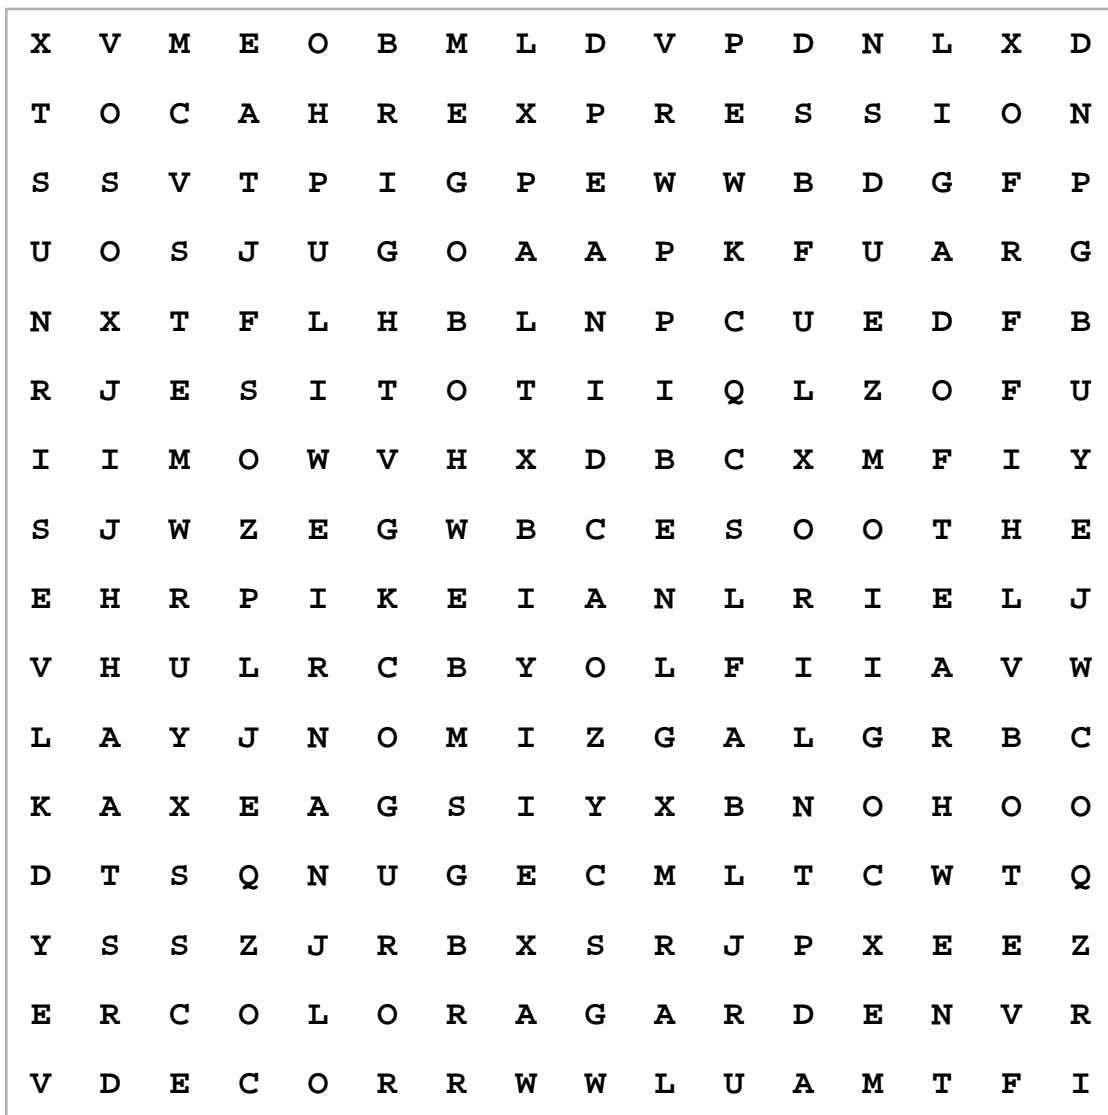 X V M E O B M L D V P D N L X D
T O C A H R E X P R E S S I O N
S S V T P I G P E W W B D G F P
U O S J U G O A A P K F U A R G
N X T F L H B L N P C U E D F B
R J E S I T O T I I Q L Z O F U
I I M O W V H X D B C X M F I Y
S J W Z E G W B C E S O O T H E
E H R P I K E I A N L R I E L J
V H U L R C B Y O L F I I A V W
L A Y J N O M I Z G A L G R B C
K A X E A G S I Y X B N O H O O
D T S Q N U G E C M L T C W T Q
Y S S Z J R B X S R J P X E E Z
E R C O L O R A G A R D E N V R
V D E C O R R W W L U A M T F I